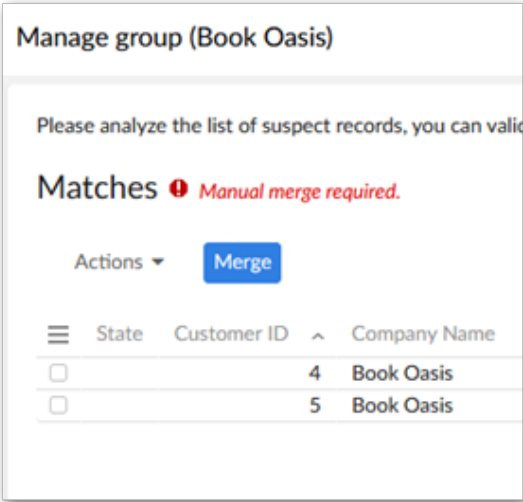 Manage group (Book Oasis)
Please analyze the list of suspect records, you can
Matches Manual merge required.
Actions Merge
State Customer ID Company Name
4 Book Oasis
5 Book Oasis